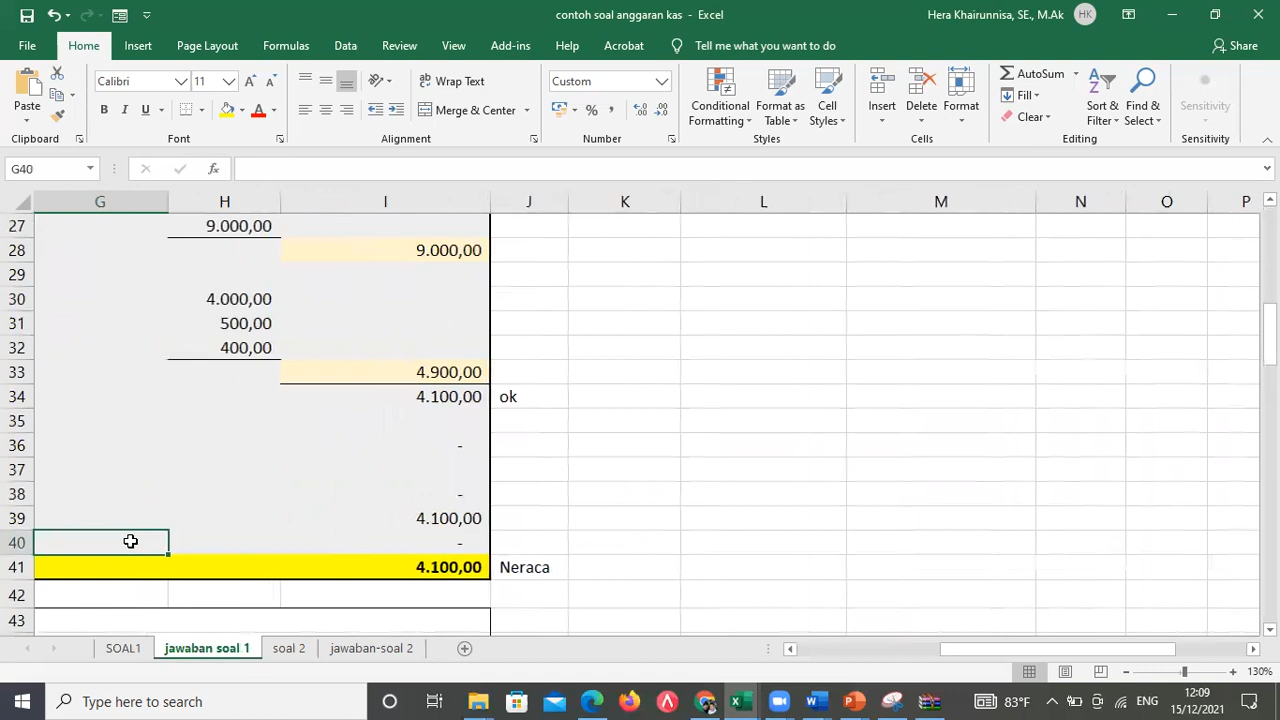 contoh soal anggaran kas - Excel
Hera Khairunnisa, SE., M.Ak
HK
File Home Insert Page Layout Formulas Data Review View Add-ins Help Acrobat Tell me what you want to do Share
Paste
Clipboard
Calibri 11
B I U
Font
Wrap Text
Merge & Center
Alignment
Custom
Number
Conditional Formatting
Format as Table
Cell Styles
Styles
Insert Delete Format
Cells
AutoSum
Fill
Clear
Sort & Filter
Find & Select
Editing
Sensitivity
Sensitivity
G40 fx
G H I J K L M N O P
27 9.000,00
28 9.000,00
29
30 4.000,00
31 500,00
32 400,00
33 4.900,00
34 4.100,00 ok
35
36 -
37
38 -
39 4.100,00
40 -
41 4.100,00 Neraca
42
43
SOAL1 jawaban soal 1 soal 2 jawaban-soal 2
130%
Type here to search
83°F
ENG
12:09
15/12/2021